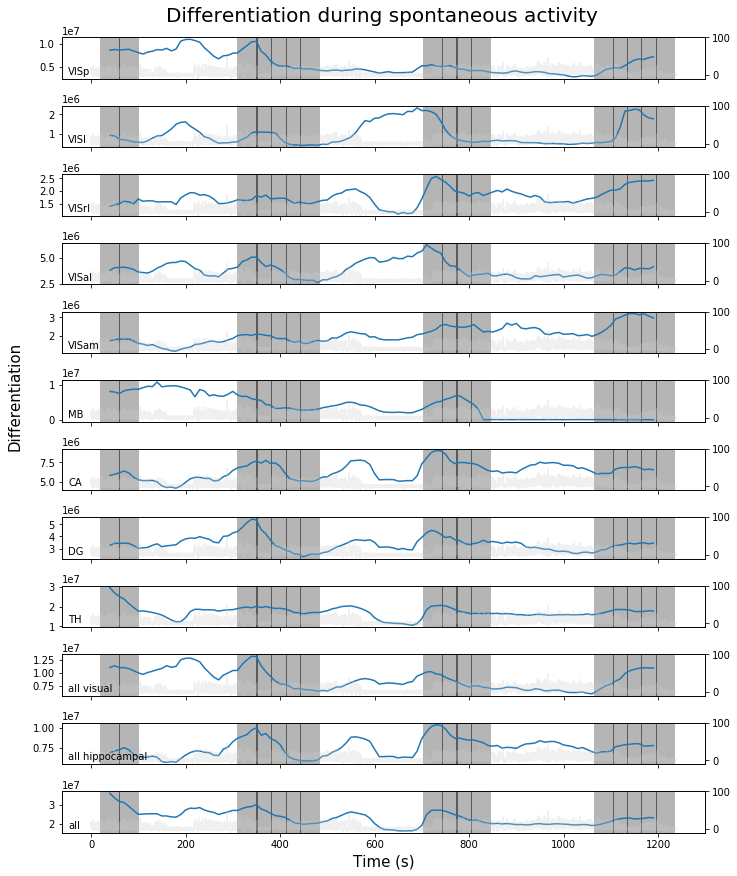 Differentiation during spontaneous activity
1e7
1.0
0.5
VISp
100
0
1e6
2
1
VISl
100
0
1e6
2.5
2.0
1.5
VISrl
100
0
1e6
5.0
2.5
VISal
100
0
1e6
3
2
VISam
100
0
1e7
1
0
MB
100
0
1e6
7.5
5.0
CA
100
0
1e6
5
4
3
DG
100
0
1e7
3
2
1
TH
100
0
1e7
1.25
1.00
0.75
all visual
100
0
1e7
1.00
0.75
all hippocampal
100
0
1e7
3
2
all
100
0
0 200 400 600 800 1000 1200
Time (s)
Differentiation